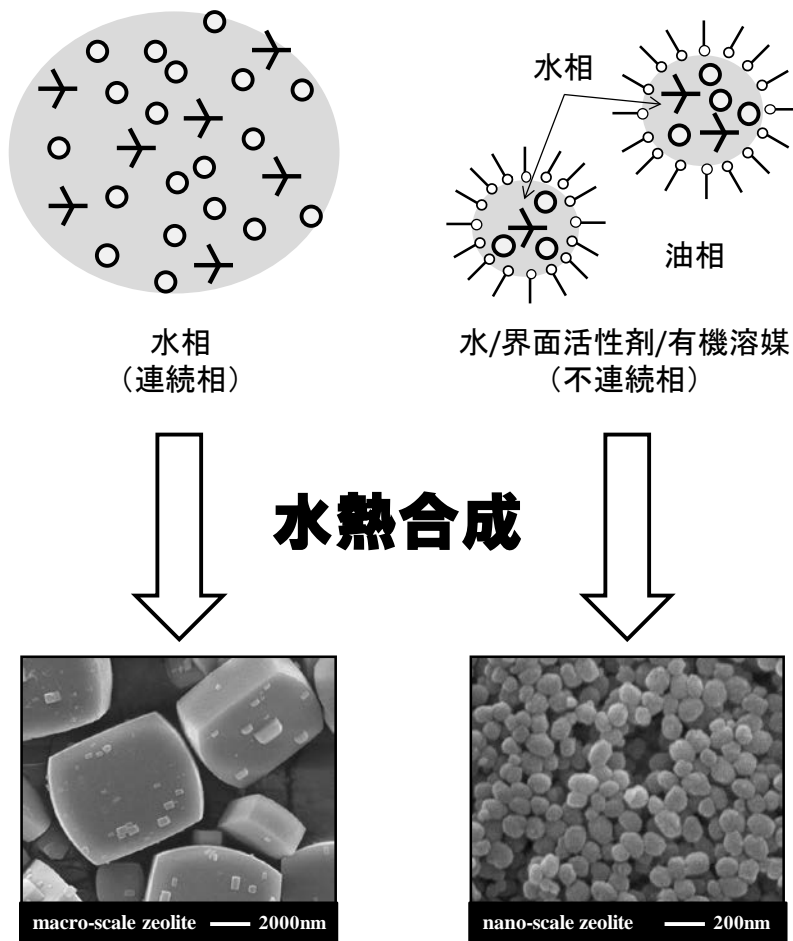 水相
油相
水相
(連続相)
水/界面活性剤/有機溶媒
(不連続相)
水熱合成
macro-scale zeolite 2000nm
nano-scale zeolite 200nm